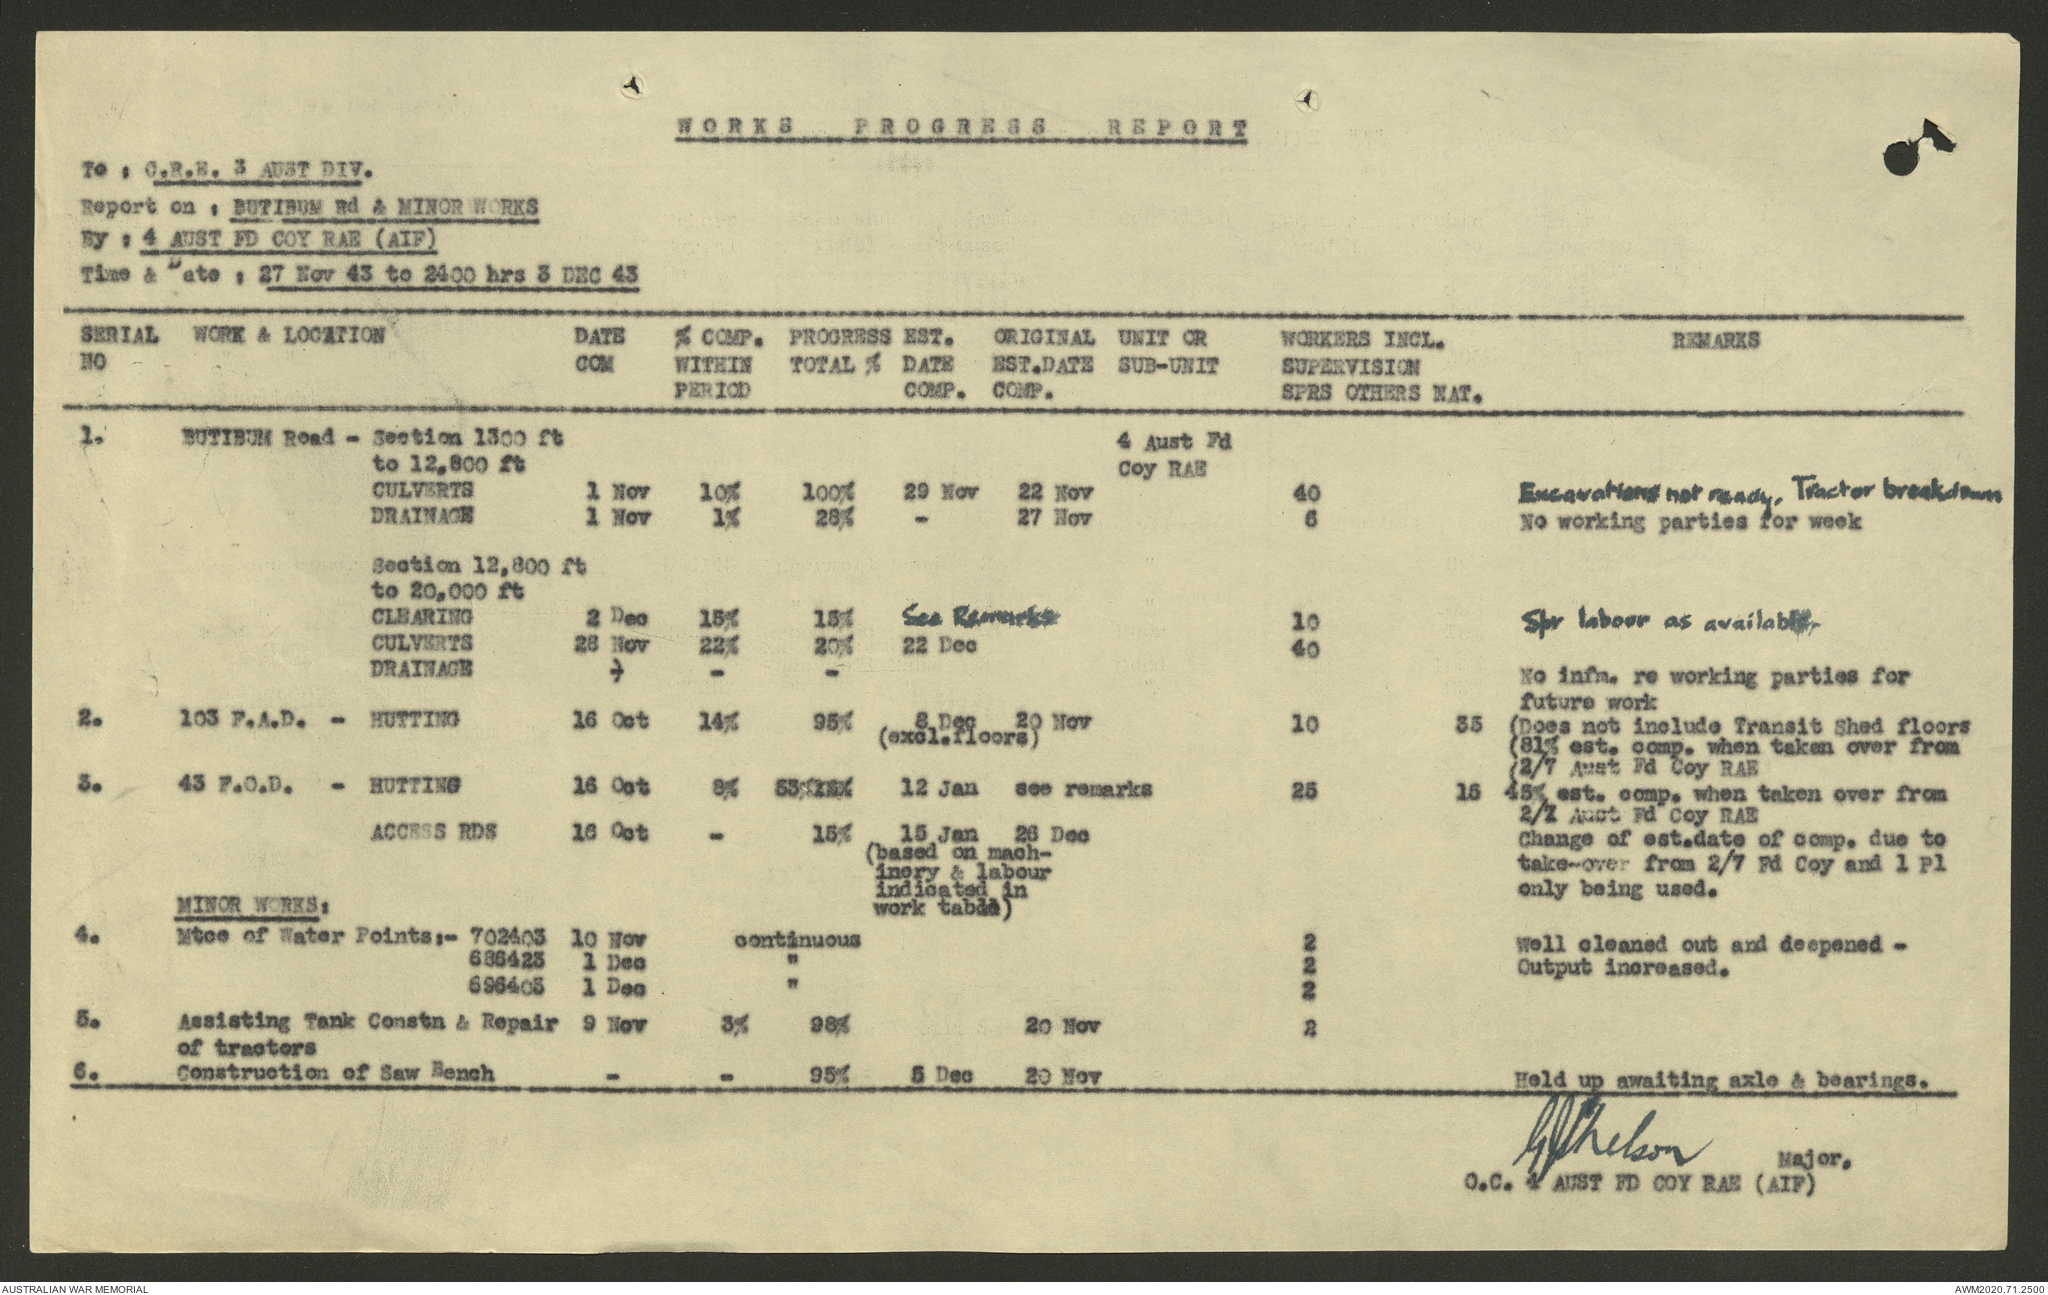 WORKS PROGRESS REPORT
To : C.R.E. 3 AUST DIV.
Report on : BUTIBUM Rd & MINOR WORKS
By : 4 AUST FD COY RAE (AIF)
Time & Date : 27 Nov 43 to 2400 hrs 3 DEC 43
SERIAL WORK & LOCATION DATE % COMP. PROGRESS EST. ORIGINAL UNIT OR WORKERS INCL. REMARKS
NO COM WITHIN TOTAL % DATE EST.DATE SUB-UNIT SUPERVISION
PERIOD COMP. COMP. SPRS OTHERS NAT.
1. BUTIBUM Road - Section 1300 ft 4 Aust Fd
to 12,800 ft Coy RAE
CULVERTS 1 Nov 10% 100% 29 Nov 22 Nov 40 Excavations not ready. Tractor breakdown
DRAINAGE 1 Nov 1% 28% - 27 Nov 6 No working parties for week
Section 12,800 ft
to 20,000 ft
CLEARING 2 Dec 15% 15% See Remarks 10 Spr labour as available.
CULVERTS 28 Nov 22% 20% 22 Dec 40
DRAINAGE - - No infm. re working parties for
future work
2. 103 F.A.D. - HUTTING 16 Oct 14% 95% 8 Dec 20 Nov 10 35 (Does not include Transit Shed floors
(excl.floors) (81% est. comp. when taken over from
(2/7 Aust Fd Coy RAE
3. 43 F.O.D. - HUTTING 16 Oct 8% 53% 12 Jan see remarks 25 15 45% est. comp. when taken over from
2/7 Aust Fd Coy RAE
ACCESS RDS 16 Oct - 15% 15 Jan 26 Dec Change of est.date of comp. due to
(based on mach- take-over from 2/7 Fd Coy and 1 Pl
inery & labour only being used.
indicated in
work table)
MINOR WORKS:
4. Mtce of Water Points:- 702403 10 Nov continuous 2 Well cleaned out and deepened -
686423 1 Dec " 2 Output increased.
696403 1 Dec " 2
5. Assisting Tank Constn & Repair 9 Nov 3% 98% 20 Nov 2
of tractors
6. Construction of Saw Bench - - 95% 5 Dec 20 Nov Held up awaiting axle & bearings.
Major.
O.C. 4 AUST FD COY RAE (AIF)
AUSTRALIAN WAR MEMORIAL
AWM2020.71.2500